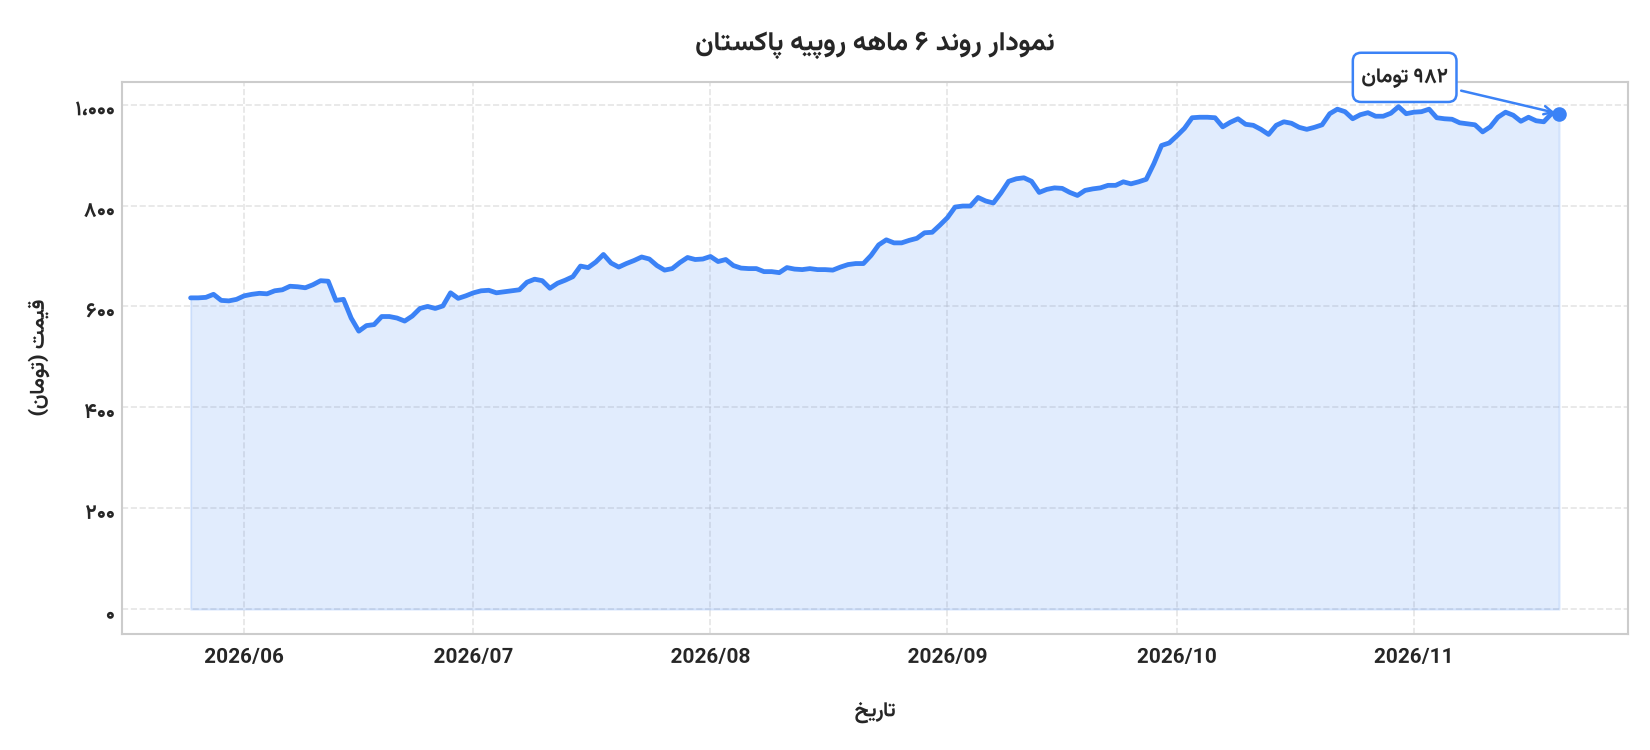 نمودار روند ۶ ماهه روپیه پاکستان
۹۸۲ تومان
۱،۰۰۰
۸۰۰
۶۰۰
۴۰۰
۲۰۰
۰
قیمت (تومان)
2026/06 2026/07 2026/08 2026/09 2026/10 2026/11
تاریخ